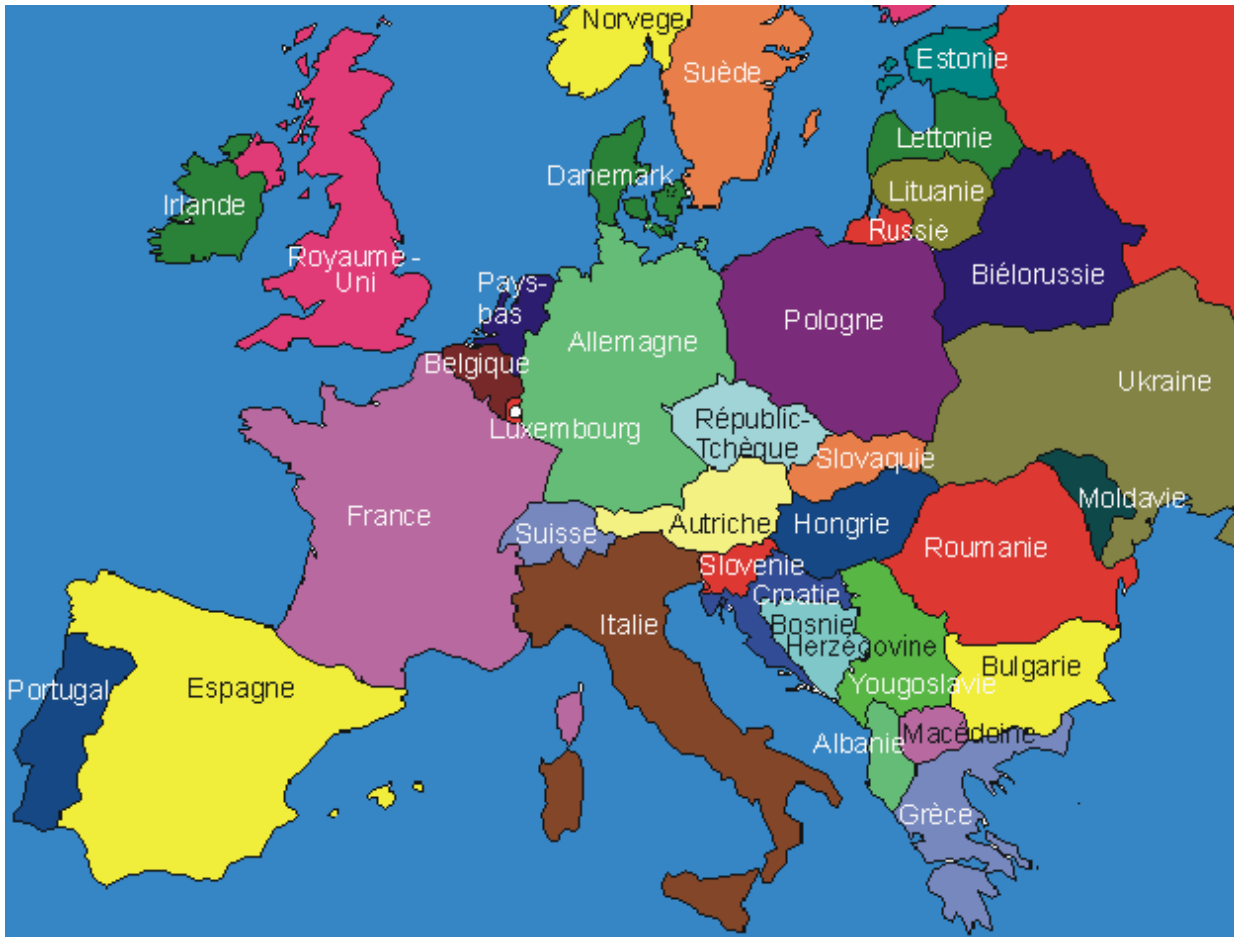 Norvege
Suède
Estonie
Lettonie
Danemark
Lituanie
Irlande
Russie
Royaume -
Uni
Biélorussie
Pays-
bas
Pologne
Allemagne
Belgique
Ukraine
Républic-
Tchèque
Luxembourg
Slovaquie
Moldavie
France
Autriche
Hongrie
Suisse
Roumanie
Slovenie
Croatie
Italie
Bosnie
Herzégovine
Bulgarie
Portugal
Espagne
Yougoslavie
Macédoine
Albanie
Grèce